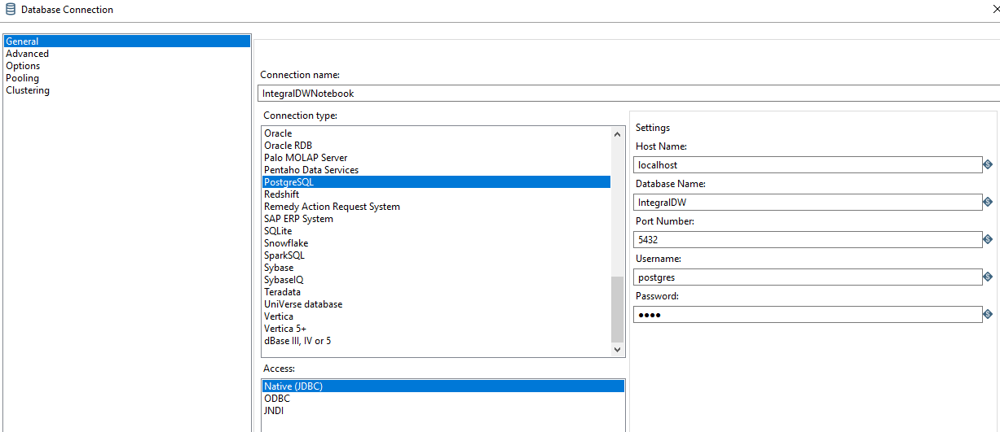 Database Connection
General
Advanced
Options
Pooling
Clustering
Connection name:
IntegralDWNotebook
Connection type:
Oracle
Oracle RDB
Palo MOLAP Server
Pentaho Data Services
PostgreSQL
Redshift
Remedy Action Request System
SAP ERP System
SQLite
Snowflake
SparkSQL
Sybase
SybaseIQ
Teradata
UniVerse database
Vertica
Vertica 5+
dBase III, IV or 5
Access:
Native (JDBC)
ODBC
JNDI
Settings
Host Name:
localhost
Database Name:
IntegralDW
Port Number:
5432
Username:
postgres
Password:
●●●●